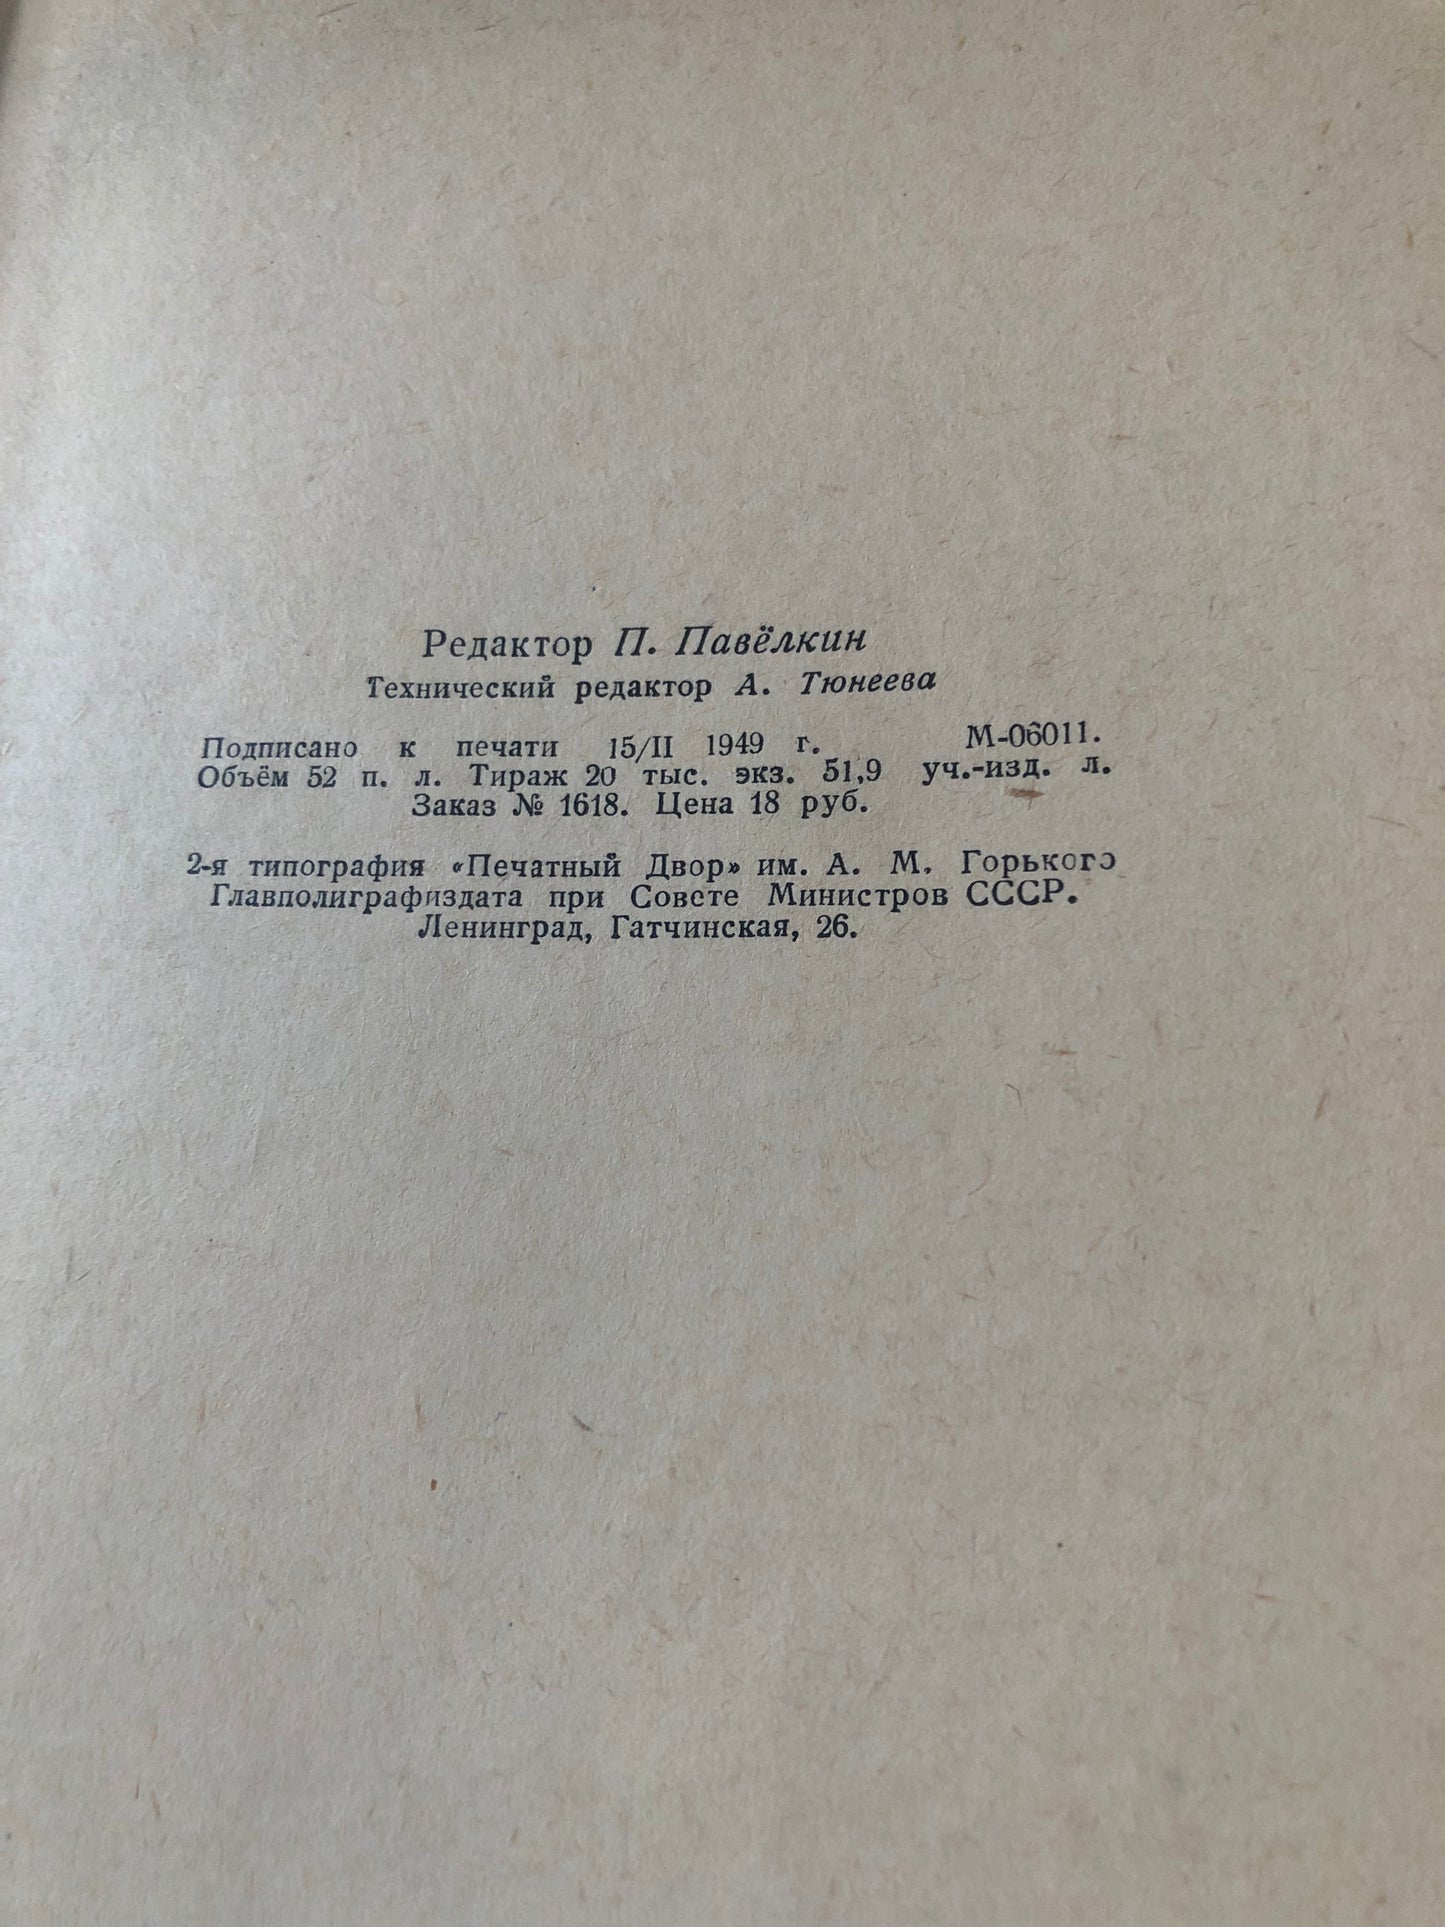 Редактор П. Павёлкин
Технический редактор А. Тюнеева
Подписано к печати 15/II 1949 г. М-06011.
Объём 52 п. л. Тираж 20 тыс. экз. 51,9 уч.-изд. л.
Заказ № 1618. Цена 18 руб.
2-я типография «Печатный Двор» им. А. М. Горького
Главполиграфиздата при Совете Министров СССР.
Ленинград, Гатчинская, 26.